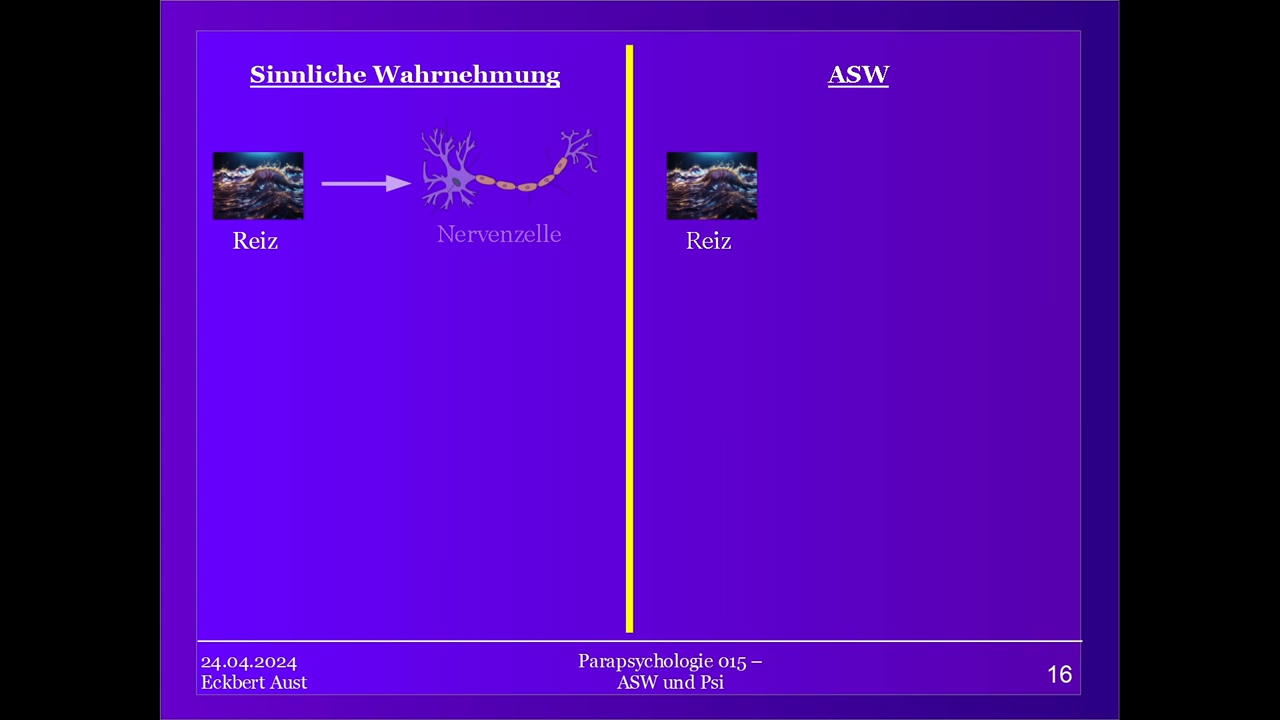 Sinnliche Wahrnehmung
ASW
Reiz
Nervenzelle
Reiz
24.04.2024
Eckbert Aust
Parapsychologie 015 –
ASW und Psi
16